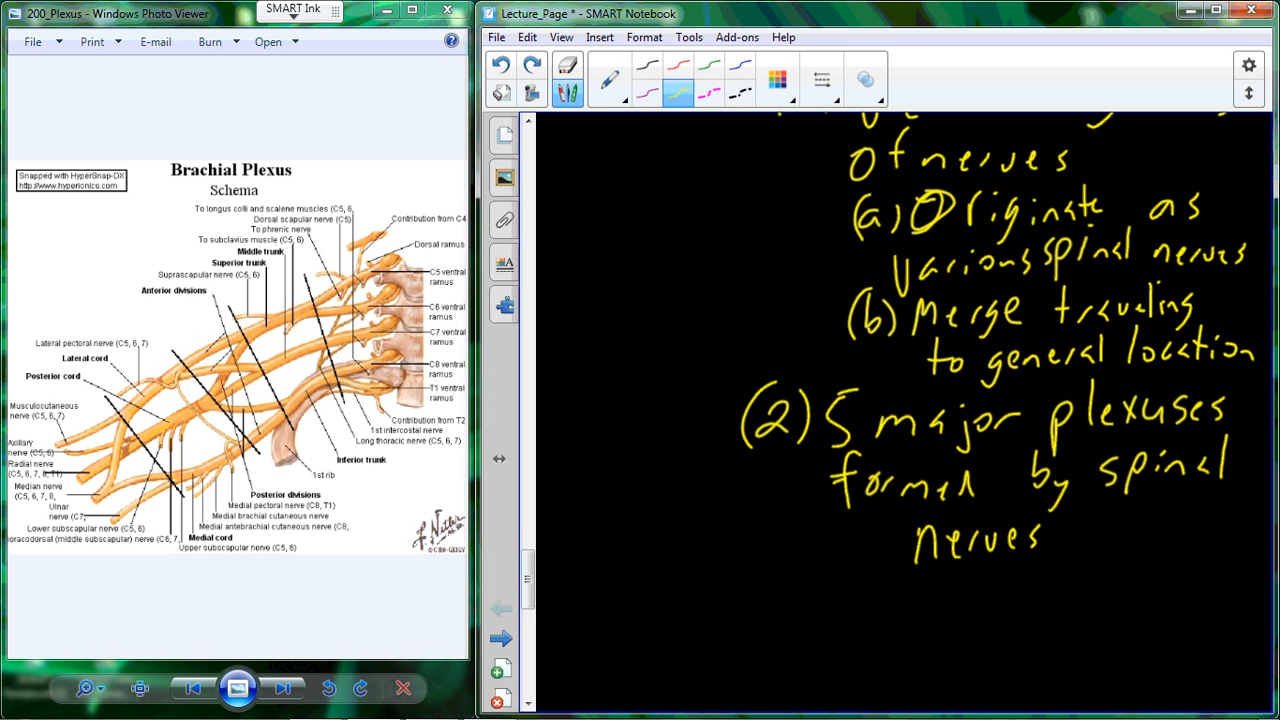 200_Plexus - Windows Photo Viewer
SMART Ink
File Print E-mail Burn Open
Snapped with HyperSnap-DX
http://www.hyperionics.com
Brachial Plexus
Schema
To longus colli and scalene muscles (C5, 6,
Dorsal scapular nerve (C5)
To phrenic nerve
To subclavius muscle (C5, 6)
Middle trunk
Superior trunk
Suprascapular nerve (C5, 6)
Anterior divisions
Contribution from C4
Dorsal ramus
C5 ventral
ramus
C6 ventral
ramus
C7 ventral
ramus
C8 ventral
ramus
T1 ventral
ramus
Lateral pectoral nerve (C5, 6, 7)
Lateral cord
Posterior cord
Musculocutaneous
nerve (C5, 6, 7)
Axillary
nerve (C5, 6)
Radial nerve
(C5, 6, 7, 8, T1)
Median nerve
(C5, 6, 7, 8,
Ulnar
nerve (C7,
Lower subscapular nerve (C5, 6)
oracodorsal (middle subscapular) nerve (C6, 7,
Medial cord
Upper subscapular nerve (C5, 6)
Contribution from T2
1st intercostal nerve
Long thoracic nerve (C5, 6, 7)
Inferior trunk
1st rib
Posterior divisions
Medial pectoral nerve (C8, T1)
Medial brachial cutaneous nerve
Medial antebrachial cutaneous nerve (C8,
Lecture_Page * - SMART Notebook
File Edit View Insert Format Tools Add-ons Help
Of nerves
(a) Originate as
various spinal nerves
(b) Merge traveling
to general location
(2) 5 major plexuses
formed by spinal
nerves